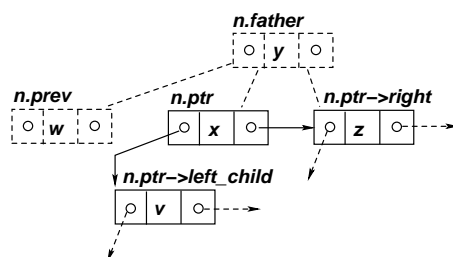 n.father
y
n.prev
n.ptr
n.ptr->right
w
x
z
n.ptr->left_child
v